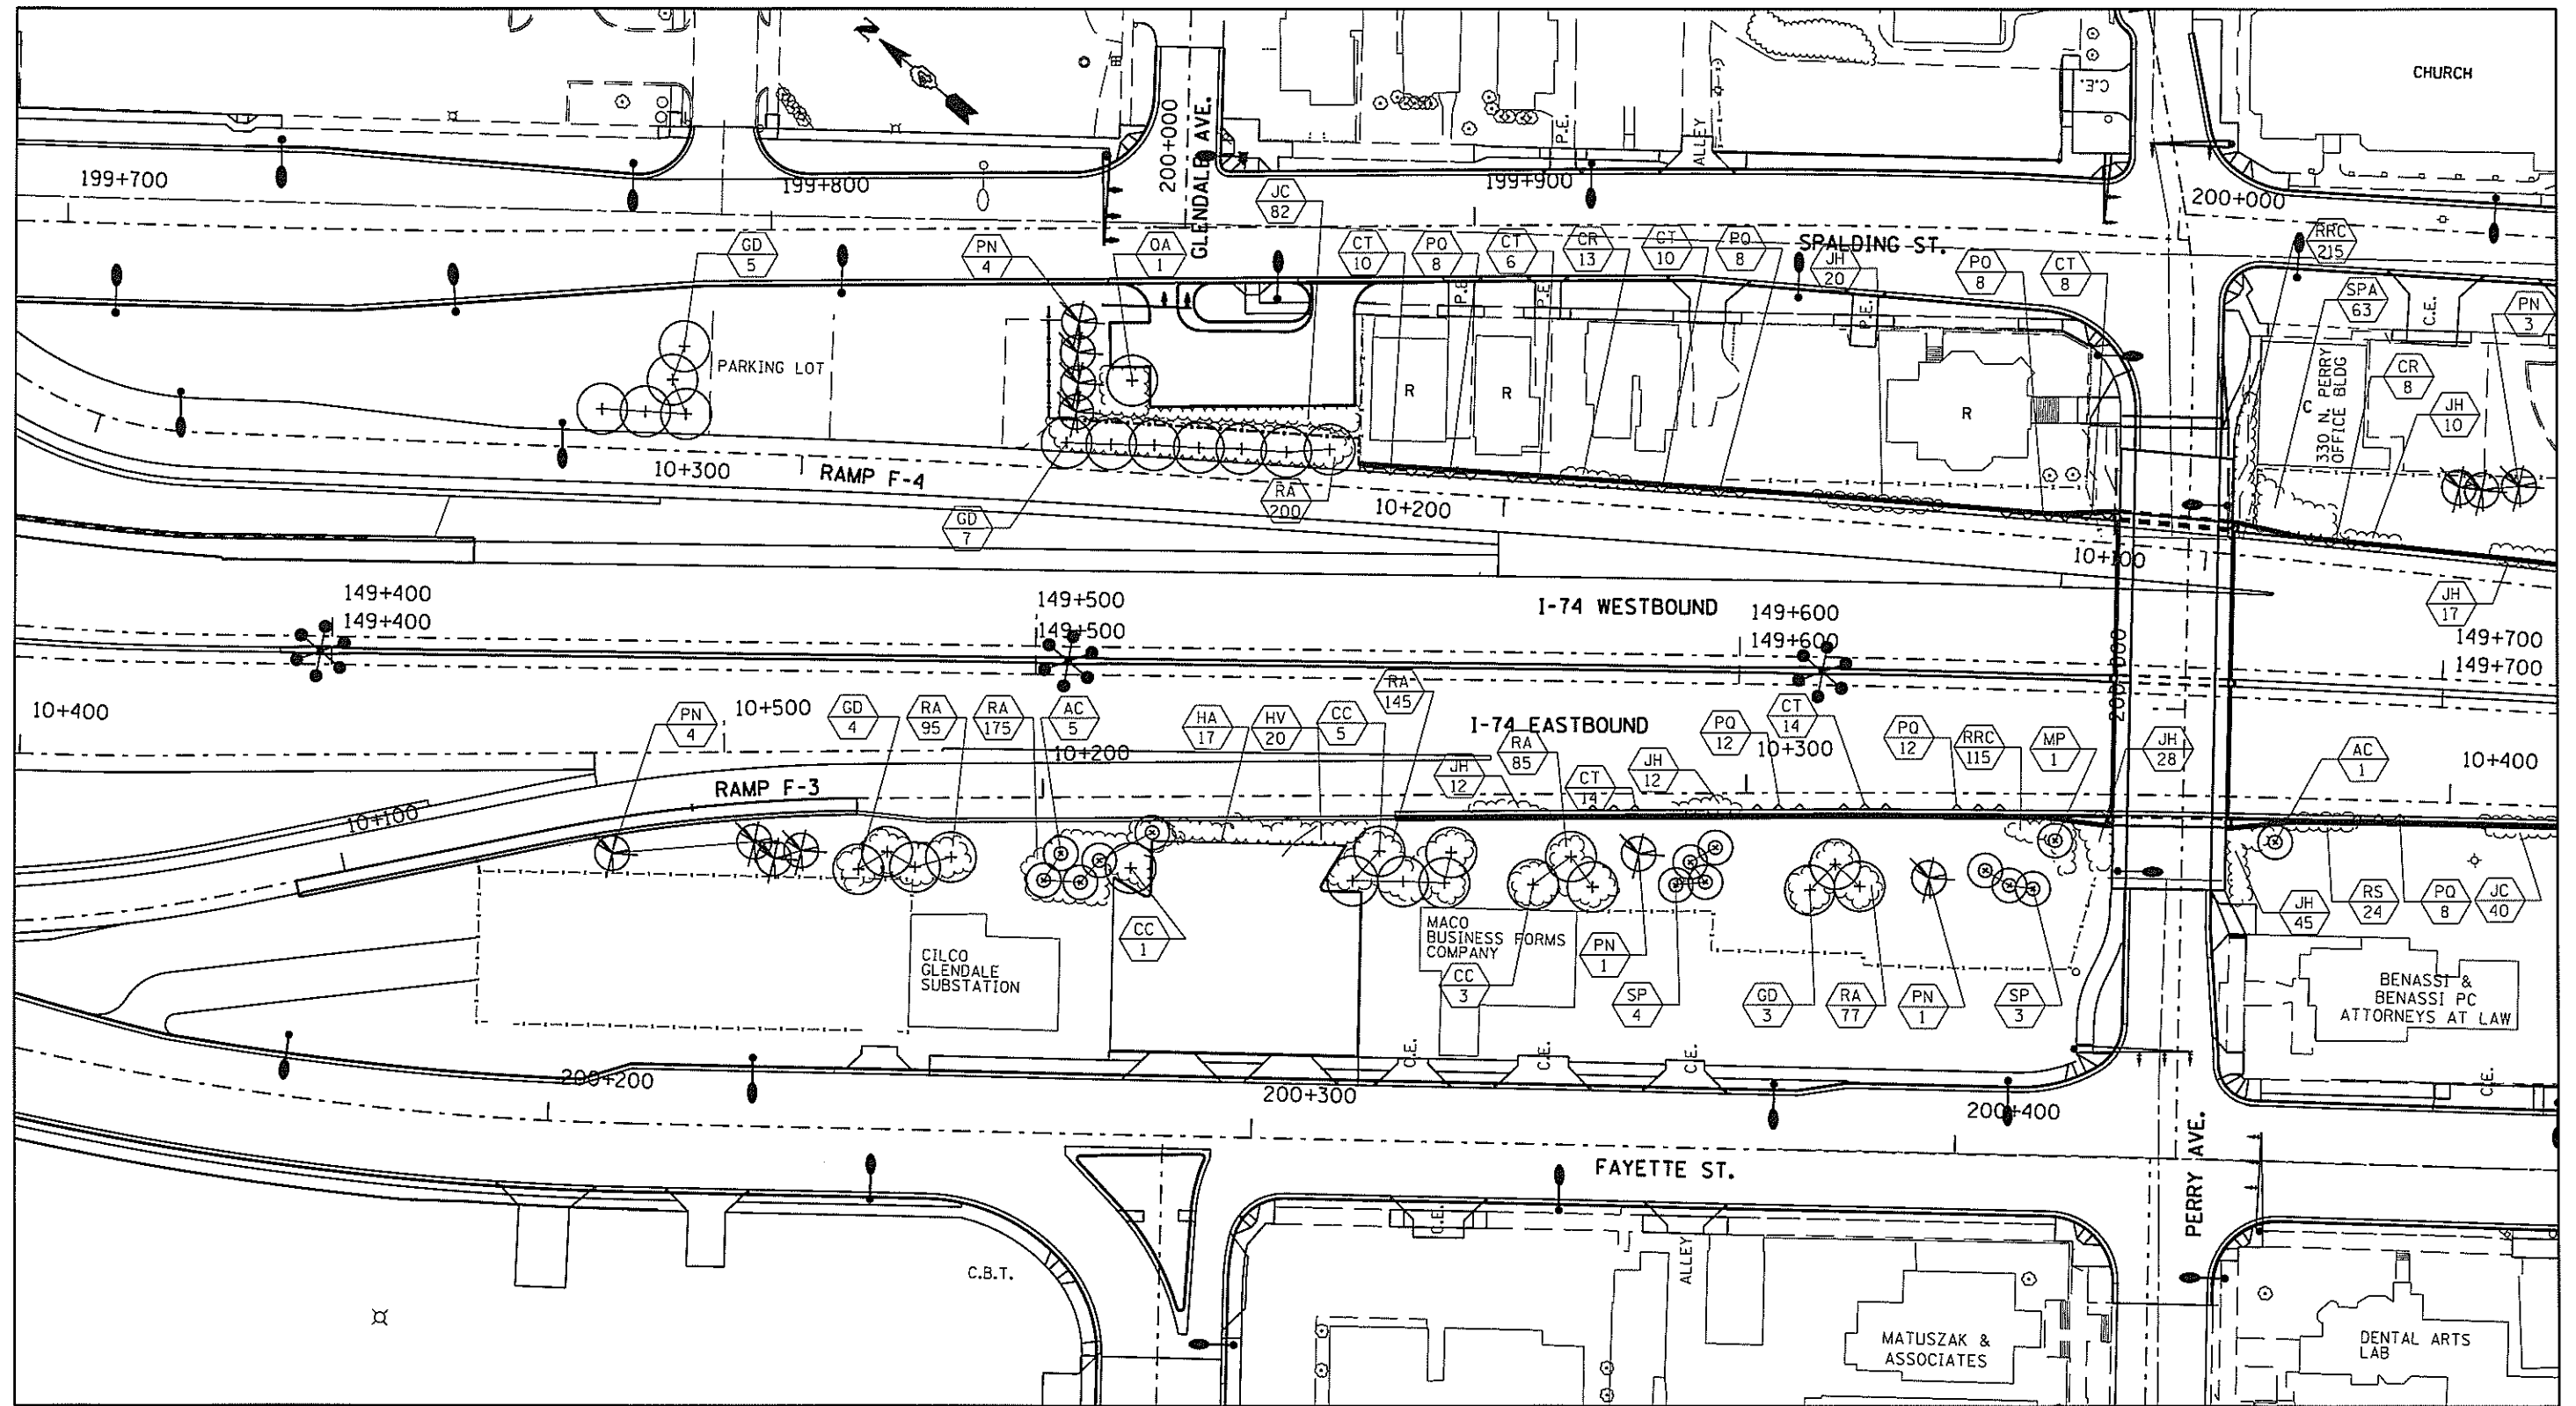 N
CHURCH
C.E.
GLENDALE AVE.
200+000
P.E.
ALLEY
199+700
199+800
199+900
200+000
JC
82
SPALDING ST.
GD
5
PN
4
OA
1
CT
10
PO
8
CT
6
CR
13
CT
10
PO
8
JH
20
PO
8
CT
8
RRC
215
SPA
63
PN
3
P.E.
P.E.
P.E.
C.E.
PARKING LOT
R
R
R
C
330 N. PERRY
OFFICE BLDG
CR
8
JH
10
10+300
RAMP F-4
GD
7
RA
200
10+200
10+100
JH
17
149+400
149+400
149+500
149+500
I-74 WESTBOUND
149+600
149+600
149+700
149+700
200+000
10+400
PN
4
10+500
GD
4
RA
95
RA
175
AC
5
10+200
HA
17
HV
20
CC
5
RA
145
I-74 EASTBOUND
JH
12
RA
85
CT
14
JH
12
PQ
12
CT
14
10+300
PQ
12
RRC
115
MP
1
JH
28
AC
1
10+400
RAMP F-3
10+100
CC
1
CILCO
GLENDALE
SUBSTATION
MACO
BUSINESS FORMS
COMPANY
CC
3
PN
1
SP
4
GD
3
RA
77
PN
1
SP
3
JH
45
RS
24
PQ
8
JC
40
BENASSI &
BENASSI PC
ATTORNEYS AT LAW
C.E.
C.E.
C.E.
C.E.
200+200
200+300
200+400
FAYETTE ST.
PERRY AVE.
C.E.
ALLEY
C.B.T.
MATUSZAK &
ASSOCIATES
DENTAL ARTS
LAB